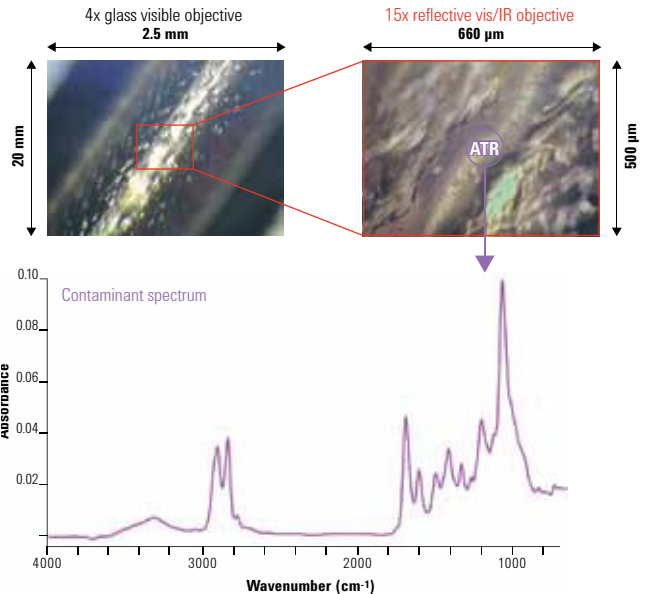 4x glass visible objective
2.5 mm
15x reflective vis/IR objective
660 µm
20 mm
ATR
500 µm
Contaminant spectrum
0.10
0.08
0.06
0.04
0.02
Absorbance
4000 3000 2000 1000
Wavenumber (cm-1)